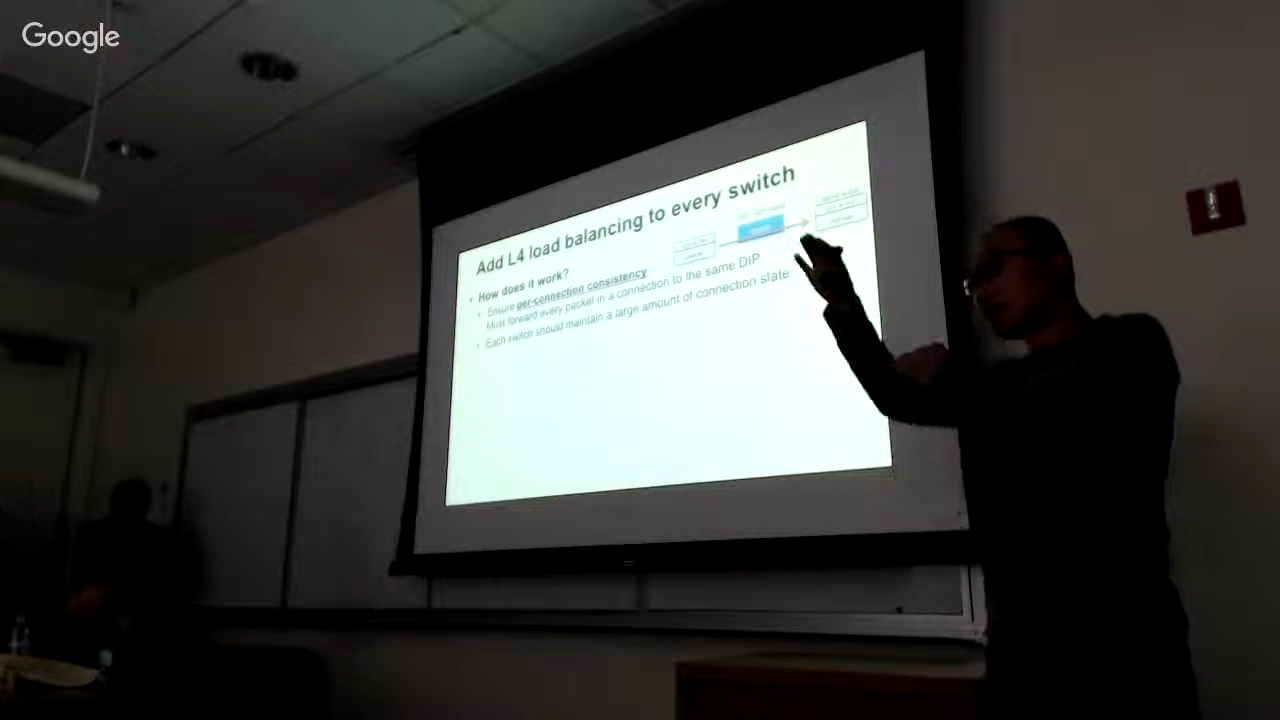 Google
Add L4 load balancing to every switch
• How does it work?
• Ensure per-connection consistency
Must forward every packet in a connection to the same DIP
• Each switch should maintain a large amount of connection state